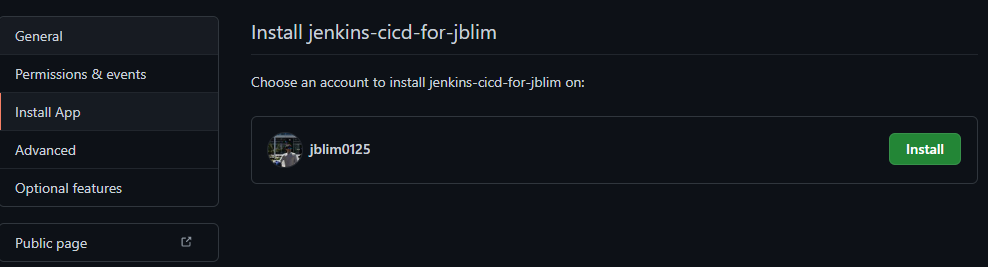 General
Permissions & events
Install App
Advanced
Optional features
Public page
Install jenkins-cicd-for-jblim
Choose an account to install jenkins-cicd-for-jblim on:
jblim0125
Install